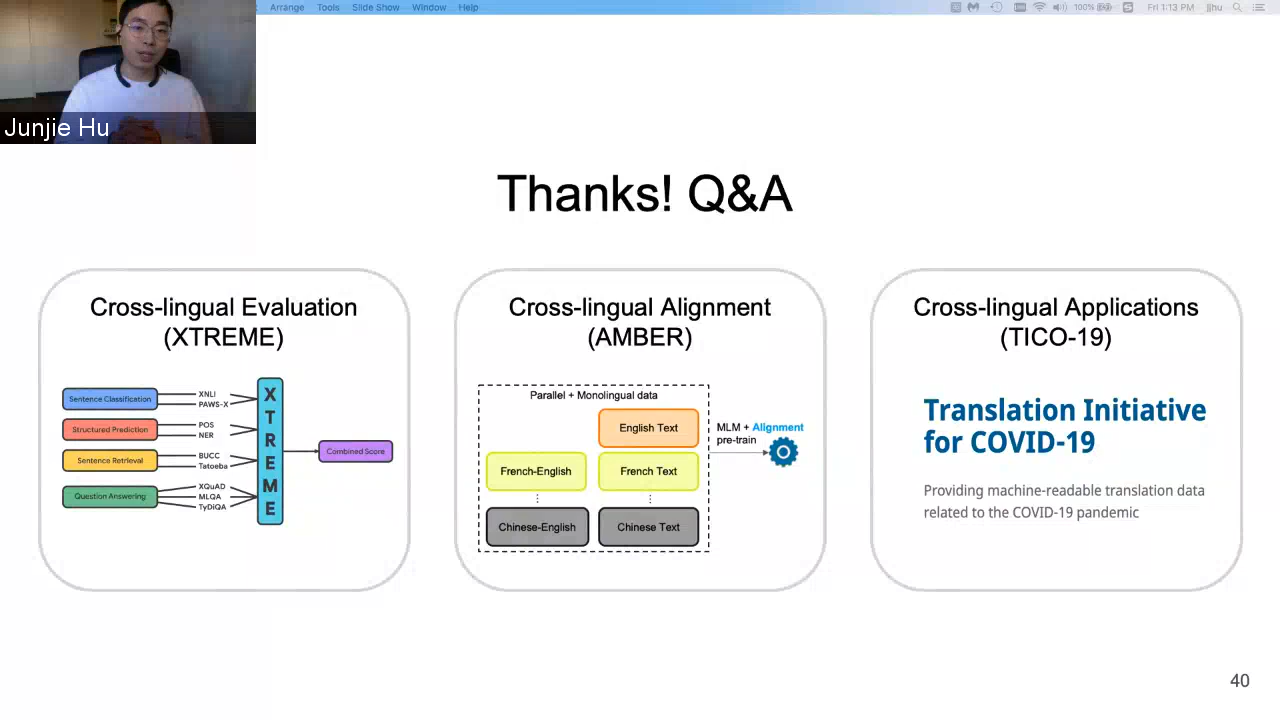 Arrange Tools Slide Show Window Help
100% Fri 1:13 PM jjhu
Junjie Hu
Thanks! Q&A
Cross-lingual Evaluation
(XTREME)
Sentence Classification
XNLI
PAWS-X
Structured Prediction
POS
NER
Sentence Retrieval
BUCC
Tatoeba
Question Answering
XQuAD
MLQA
TyDiQA
XTREME
Combined Score
Cross-lingual Alignment
(AMBER)
Parallel + Monolingual data
English Text
French-English
French Text
⋮ ⋮
Chinese-English
Chinese Text
MLM + Alignment
pre-train
Cross-lingual Applications
(TICO-19)
Translation Initiative
for COVID-19
Providing machine-readable translation data
related to the COVID-19 pandemic
40